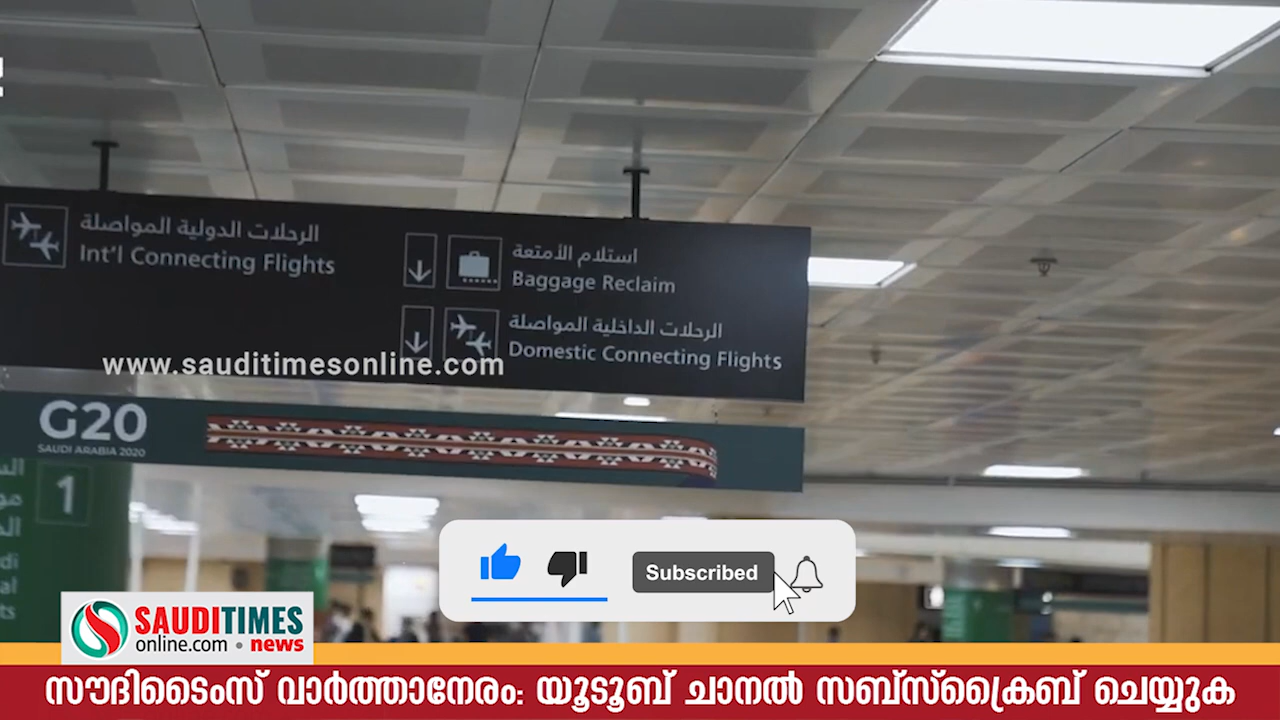 الرحلات الدولية المواصلة
Int'l Connecting Flights
استلام الأمتعة
Baggage Reclaim
الرحلات الداخلية المواصلة
Domestic Connecting Flights
www.sauditimesonline.com
G20
SAUDI ARABIA 2020
1
Subscribed
SAUDITIMES
online.com • news
സൗദിടൈംസ് വാർത്താനേരം: യൂടൂബ് ചാനൽ സബ്സ്ക്രൈബ് ചെയ്യുക